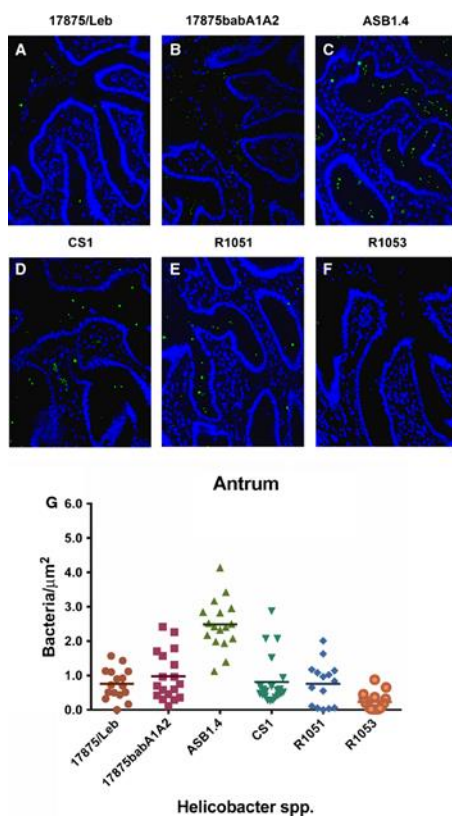 17875/Leb 17875babA1A2 ASB1.4
A B C
CS1 R1051 R1053
D E F
Antrum
G
6.0
5.0
4.0
3.0
2.0
1.0
0.0
Bacteria/μm²
17875/Leb 17875babA1A2 ASB1.4 CS1 R1051 R1053
Helicobacter spp.